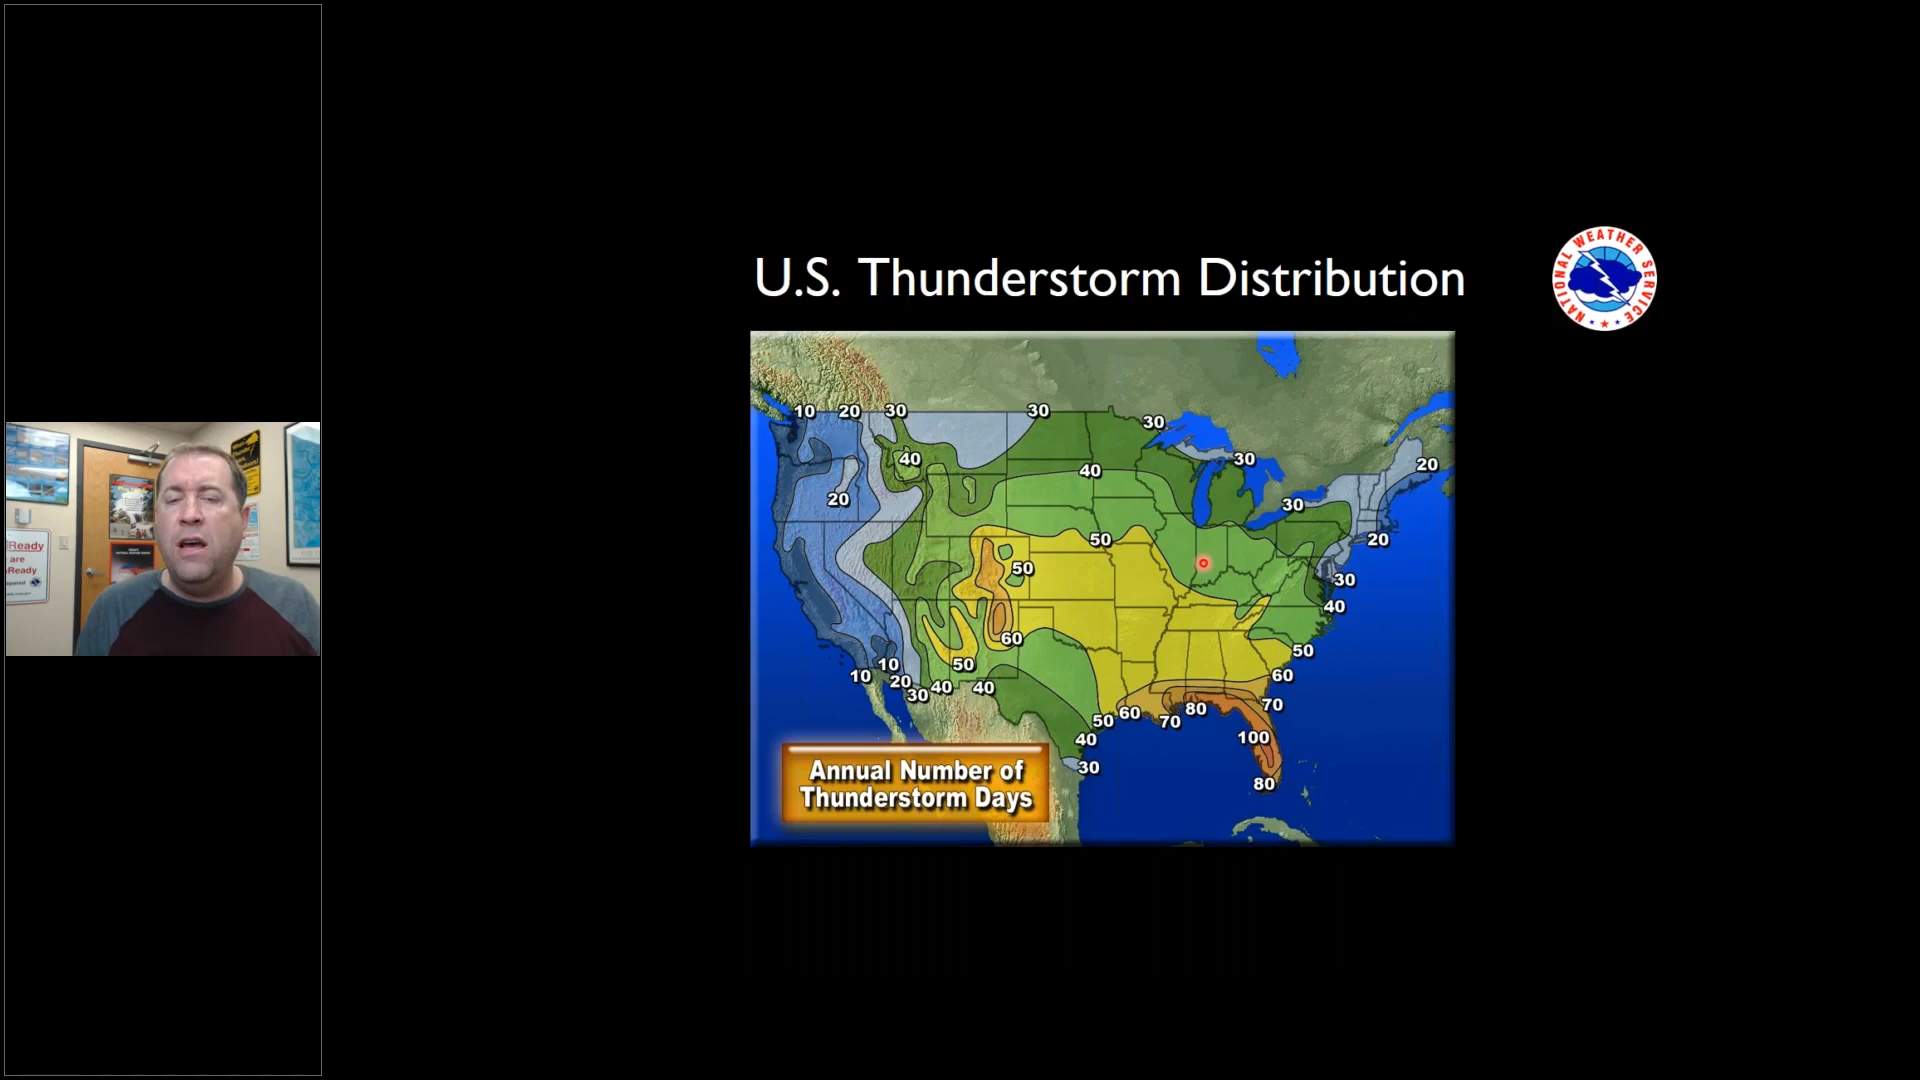 U.S. Thunderstorm Distribution
NATIONAL WEATHER SERVICE
10 20 30 30 30
40 40 30 20
20 30
50 20
50 30
40
60 50
10 50 60
10 20 30 40 40
50 60 70 80 70
40 100
30 80
Annual Number of
Thunderstorm Days
Ready
are
Ready